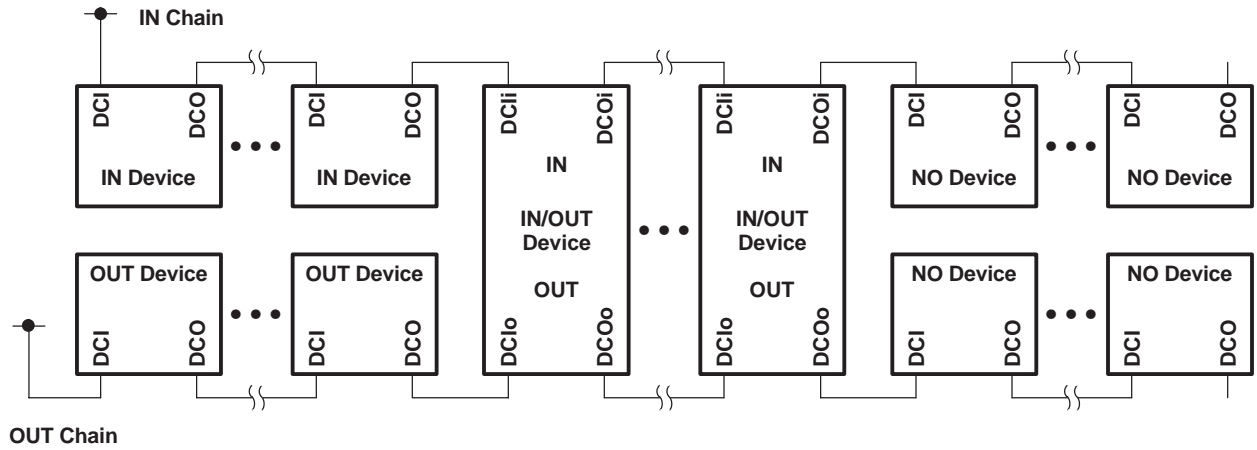 IN Chain
DCI
DCO
DCI
DCO
DCIi
DCOi
DCIi
DCOi
DCI
DCO
DCI
DCO
IN Device
IN Device
IN
IN
NO Device
NO Device
IN/OUT
Device
IN/OUT
Device
OUT Device
OUT Device
OUT
OUT
NO Device
NO Device
DCI
DCO
DCI
DCO
DCIo
DCOo
DCIo
DCOo
DCI
DCO
DCI
DCO
OUT Chain